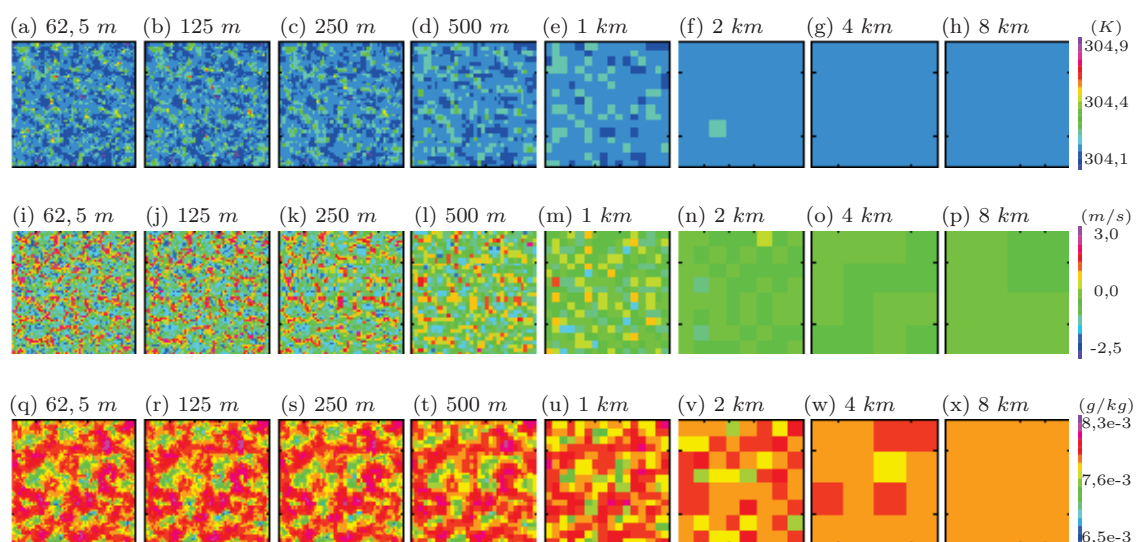 (a) 62,5 m (b) 125 m (c) 250 m (d) 500 m (e) 1 km (f) 2 km (g) 4 km (h) 8 km (K)
304,9
304,4
304,1
(i) 62,5 m (j) 125 m (k) 250 m (l) 500 m (m) 1 km (n) 2 km (o) 4 km (p) 8 km (m/s)
3,0
0,0
-2,5
(q) 62,5 m (r) 125 m (s) 250 m (t) 500 m (u) 1 km (v) 2 km (w) 4 km (x) 8 km (g/kg)
8,3e-3
7,6e-3
6.5e-3